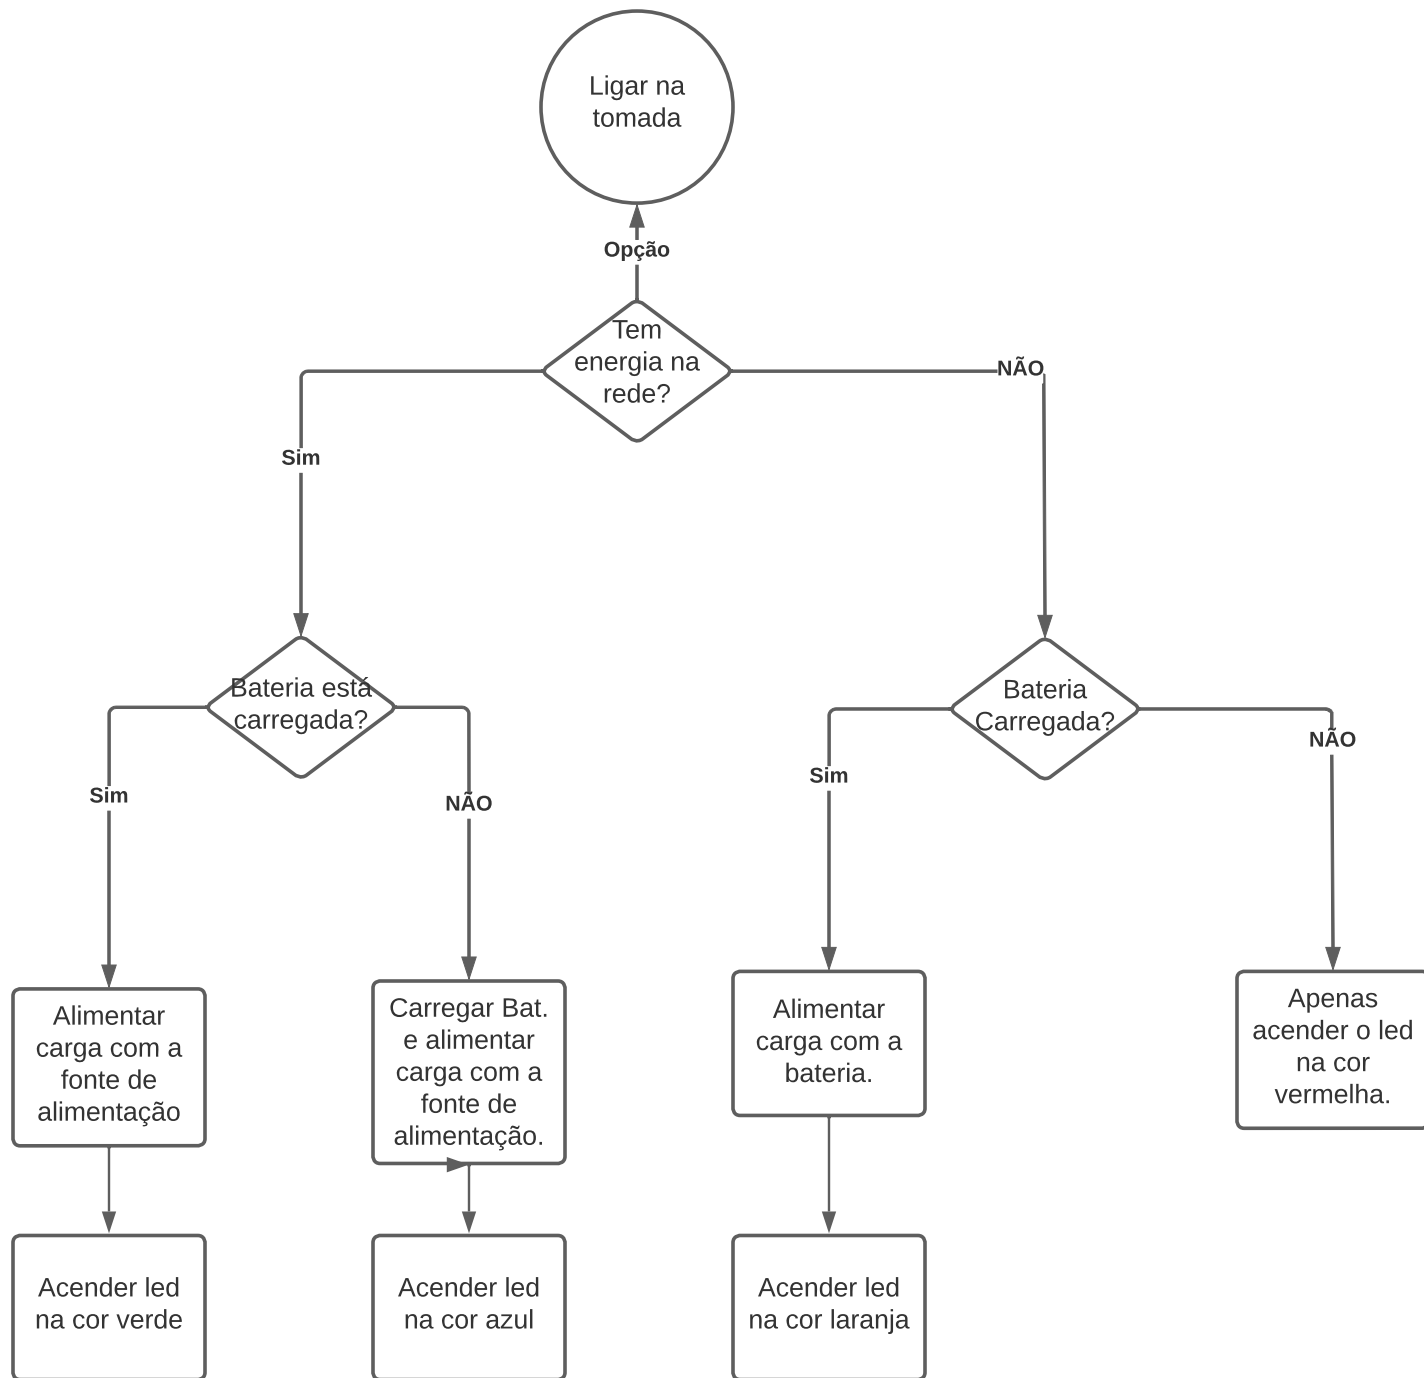 Ligar na
tomada
Opção
Tem
energia na
rede?
NÃO
Sim
Bateria está
carregada?
Bateria
Carregada?
Sim
NÃO
Sim
NÃO
Alimentar
carga com a
fonte de
alimentação
Carregar Bat.
e alimentar
carga com a
fonte de
alimentação.
Alimentar
carga com a
bateria.
Apenas
acender o led
na cor
vermelha.
Acender led
na cor verde
Acender led
na cor azul
Acender led
na cor laranja